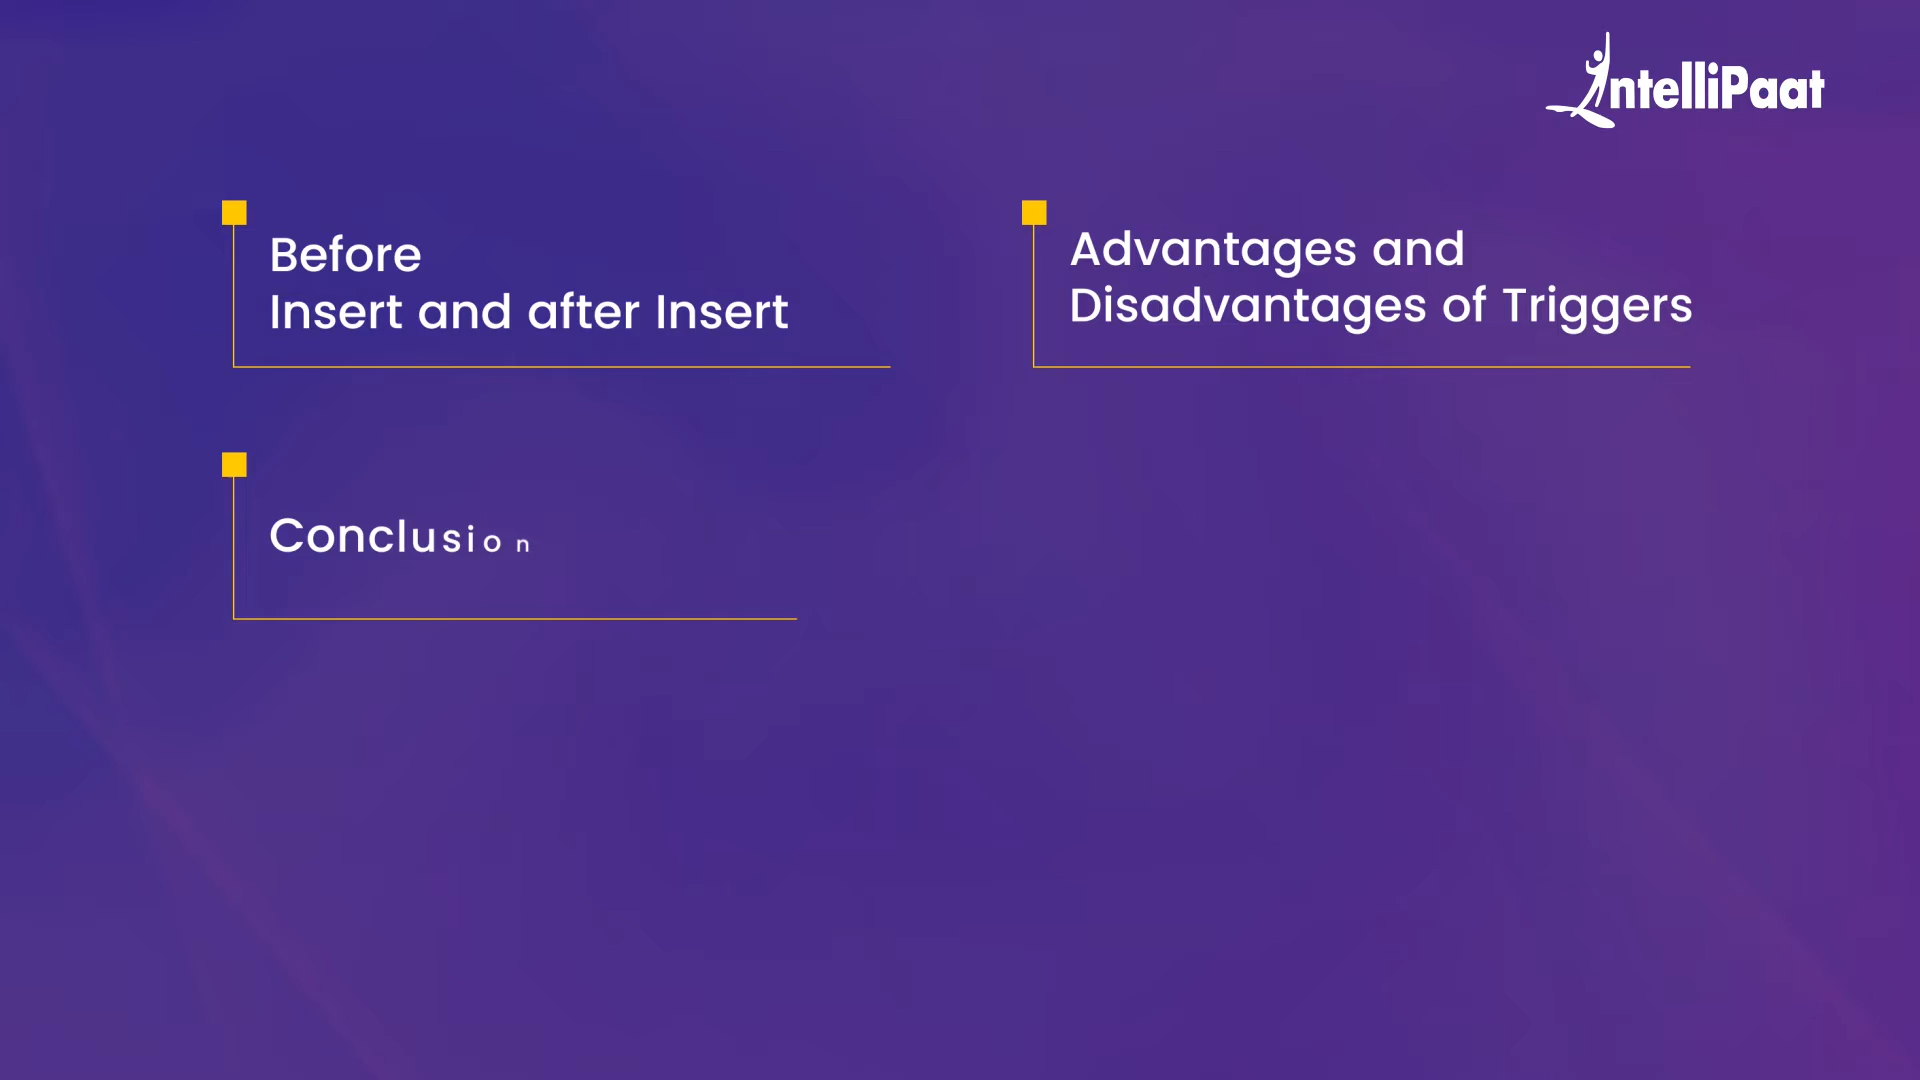 IntelliPaat
Before
Insert and after Insert
Advantages and
Disadvantages of Triggers
Conclusion